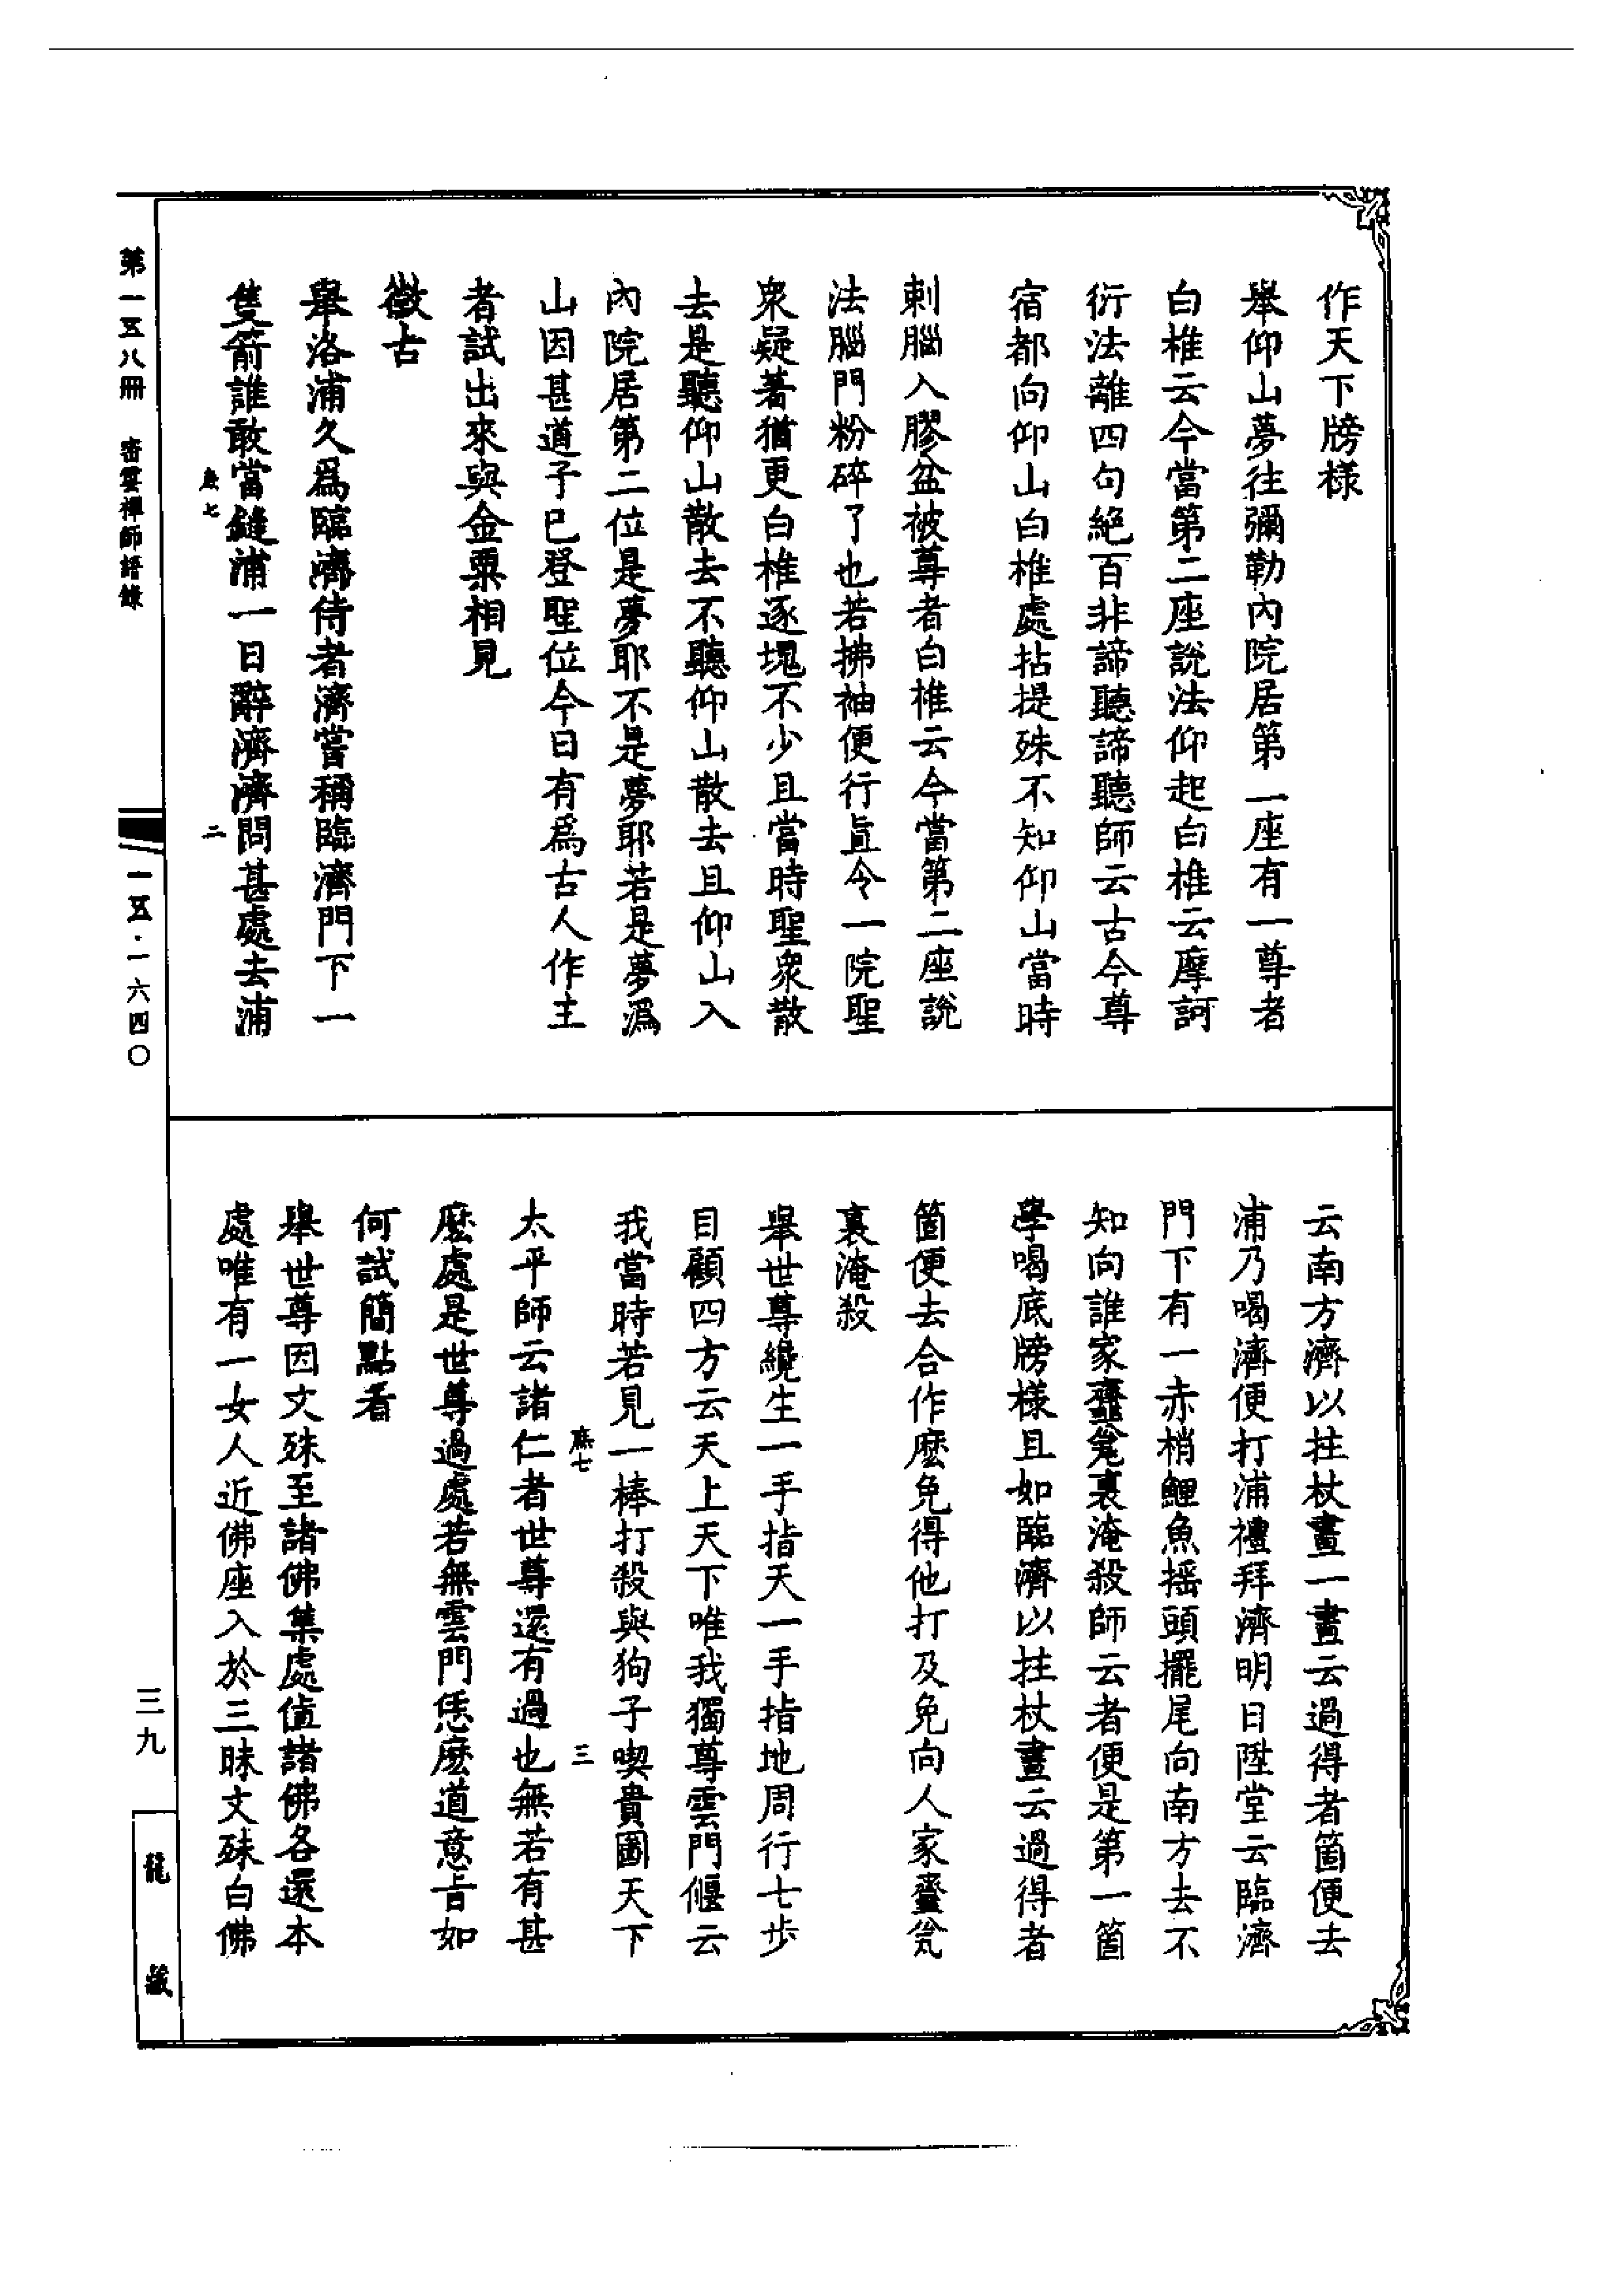 作天下牓樣
舉仰山夢往彌勒內院居第一座有一尊者
白椎云今當第二座說法仰起白椎云摩訶
衍法離四句絕百非諦聽諦聽師云古今尊
宿都向仰山白椎處拈提殊不知仰山當時
刺腦入膠盆被尊者白椎云今當第二座說
法腦門粉碎了也若拂袖便行直令一院聖
衆疑著猶更白椎逐塊不少且當時聖衆散
去是聽仰山散去不聽仰山散去且仰山入
內院居第二位是夢耶不是夢耶若是夢溈
山因甚道子已登聖位今日有爲古人作主
者試出來與金粟相見
徵古
舉洛浦久爲臨濟侍者濟嘗稱臨濟門下一
隻箭誰敢當鋒浦一日辭濟濟問甚處去浦
二
云南方濟以拄杖畫一畫云過得者箇便去
浦乃喝濟便打浦禮拜濟明日陞堂云臨濟
門下有一赤梢鯉魚摇頭擺尾向南方去不
知向誰家虀瓮裏淹殺師云者便是第一箇
學喝底牓樣且如臨濟以拄杖畫云過得者
箇便去合作麽免得他打及免向人家虀瓮
裏淹殺
舉世尊纔生一手指天一手指地周行七步
目顧四方云天上天下唯我獨尊雲門偃云
我當時若見一棒打殺與狗子喫貴圖天下
三
太平師云諸仁者世尊還有過也無若有甚
麽處是世尊過處若無雲門恁麽道意旨如
何試簡點看
舉世尊因文殊至諸佛集處值諸佛各還本
處唯有一女人近佛座入於三昧文殊白佛
第一五八冊 密雲禪師語錄
一五·一六四〇
三九
龍藏